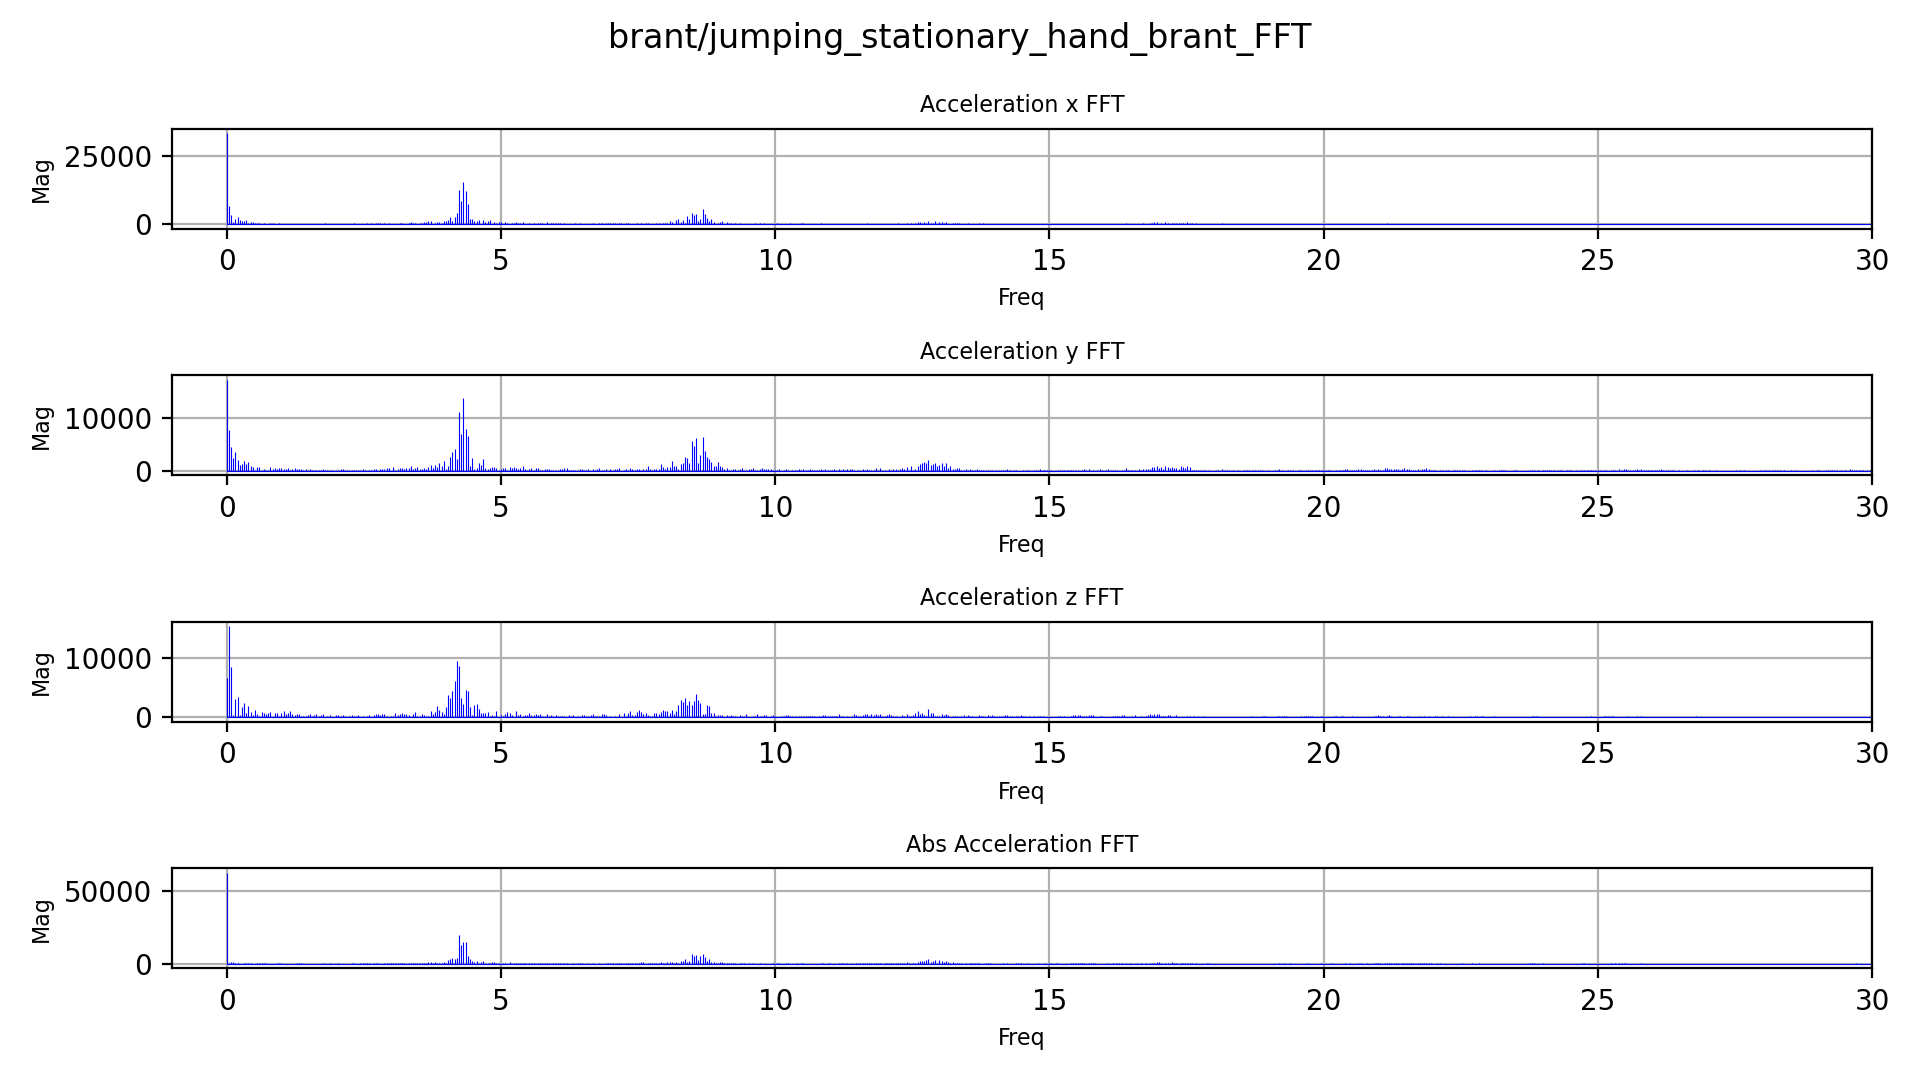 brant/jumping_stationary_hand_brant_FFT
Acceleration x FFT
Mag
25000
0
0 5 10 15 20 25 30
Freq
Acceleration y FFT
Mag
10000
0
0 5 10 15 20 25 30
Freq
Acceleration z FFT
Mag
10000
0
0 5 10 15 20 25 30
Freq
Abs Acceleration FFT
Mag
50000
0
0 5 10 15 20 25 30
Freq